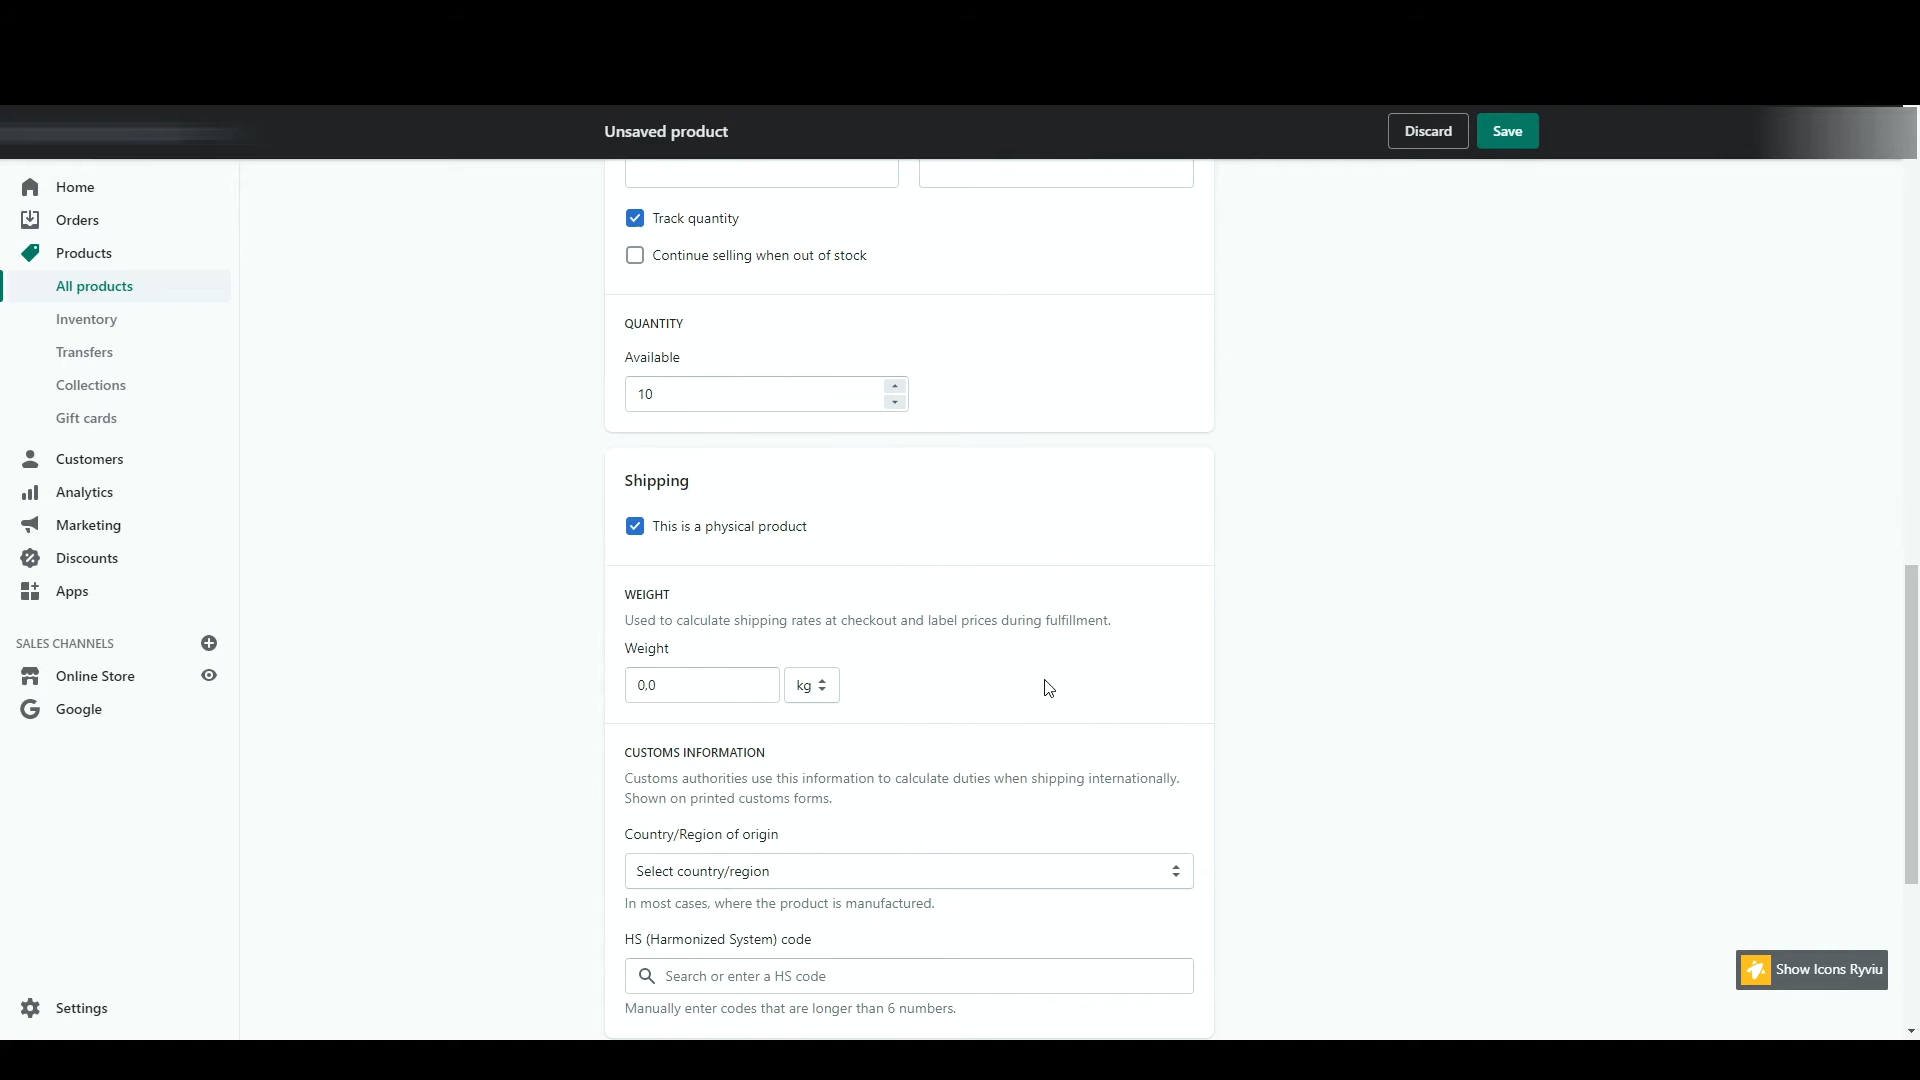 Unsaved product
Discard
Save
Home
Orders
Products
All products
Inventory
Transfers
Collections
Gift cards
Customers
Analytics
Marketing
Discounts
Apps
SALES CHANNELS
Online Store
Google
Settings
Track quantity
Continue selling when out of stock
QUANTITY
Available
10
Shipping
This is a physical product
WEIGHT
Used to calculate shipping rates at checkout and label prices during fulfillment.
Weight
0,0 kg
CUSTOMS INFORMATION
Customs authorities use this information to calculate duties when shipping internationally.
Shown on printed customs forms.
Country/Region of origin
Select country/region
In most cases, where the product is manufactured.
HS (Harmonized System) code
Search or enter a HS code
Manually enter codes that are longer than 6 numbers.
Show Icons Ryviu